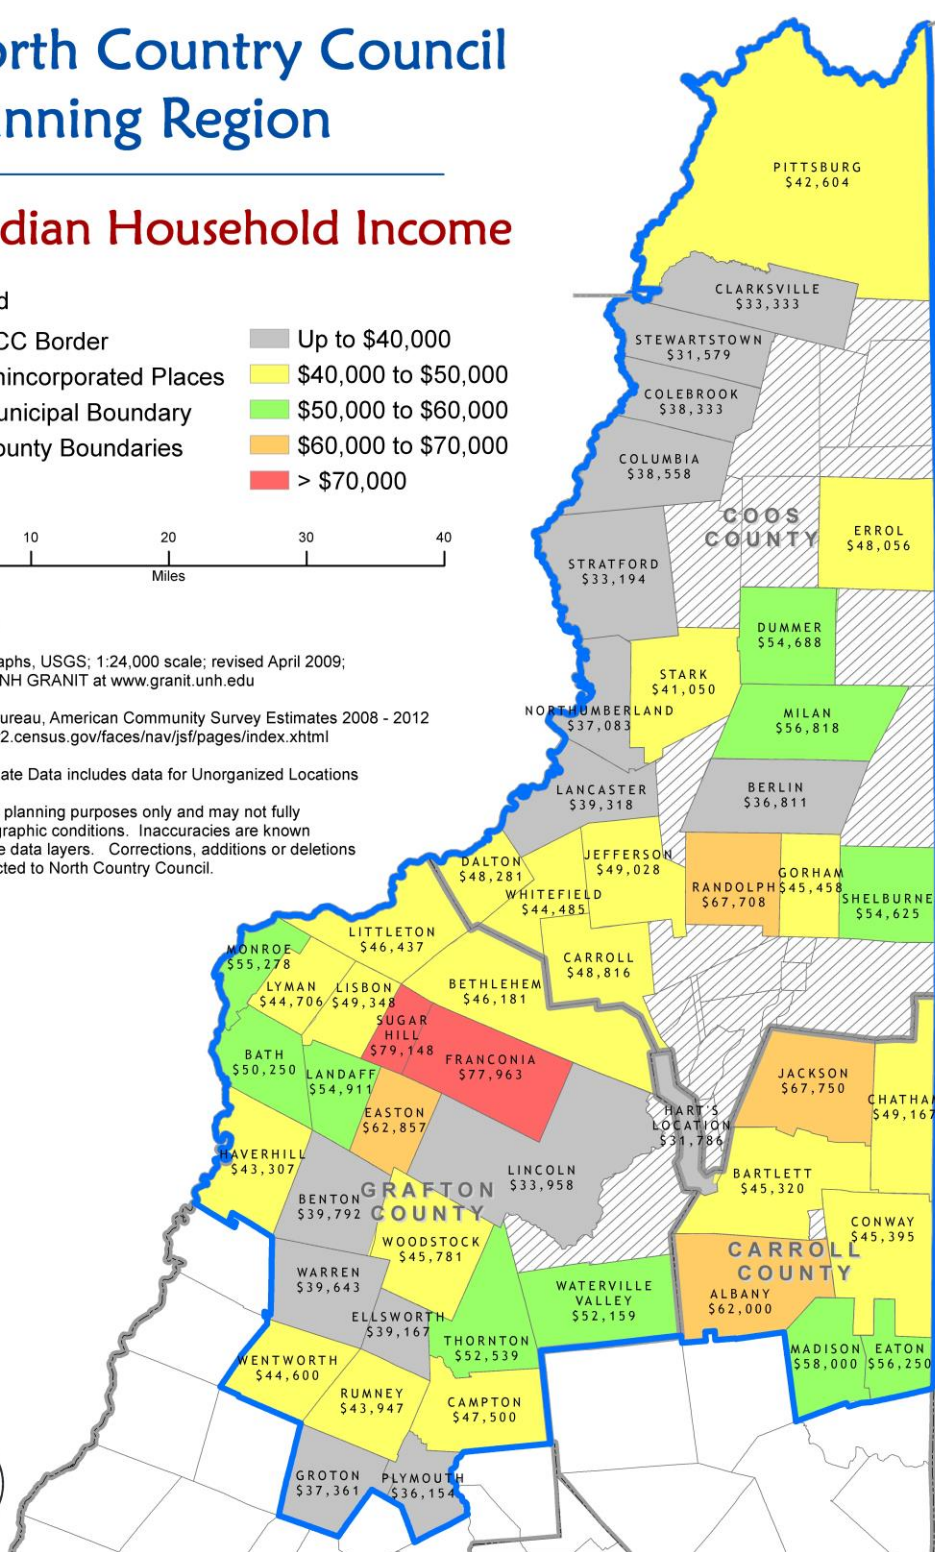 orth Country Council
nning Region
dian Household Income
d
CC Border
nincorporated Places
unicipal Boundary
ounty Boundaries
Up to $40,000
$40,000 to $50,000
$50,000 to $60,000
$60,000 to $70,000
> $70,000
10 20 30 40
Miles
aphs, USGS; 1:24,000 scale; revised April 2009;
NH GRANIT at www.granit.unh.edu
ureau, American Community Survey Estimates 2008 - 2012
2.census.gov/faces/nav/jsf/pages/index.xhtml
ate Data includes data for Unorganized Locations
planning purposes only and may not fully
graphic conditions. Inaccuracies are known
e data layers. Corrections, additions or deletions
cted to North Country Council.
PITTSBURG
$42,604
CLARKSVILLE
$33,333
STEWARTSTOWN
$31,579
COLEBROOK
$38,333
COLUMBIA
$38,558
COOS
COUNTY
ERROL
$48,056
STRATFORD
$33,194
DUMMER
$54,688
STARK
$41,050
NORTHUMBERLAND
$37,083
MILAN
$56,818
LANCASTER
$39,318
BERLIN
$36,811
DALTON
$48,281
JEFFERSON
$49,028
WHITEFIELD
$44,485
RANDOLPH
$67,708
GORHAM
$45,458
SHELBURNE
$54,625
LITTLETON
$46,437
MONROE
$55,278
CARROLL
$48,816
LYMAN
$44,706
LISBON
$49,348
BETHLEHEM
$46,181
SUGAR
HILL
$79,148
FRANCONIA
$77,963
BATH
$50,250
LANDAFF
$54,911
JACKSON
$67,750
CHATHAM
$49,167
EASTON
$62,857
HART'S
LOCATION
$31,786
HAVERHILL
$43,307
LINCOLN
$33,958
BARTLETT
$45,320
BENTON
$39,792
GRAFTON
COUNTY
WOODSTOCK
$45,781
CONWAY
$45,395
CARROLL
COUNTY
WARREN
$39,643
WATERVILLE
VALLEY
$52,159
ALBANY
$62,000
ELLSWORTH
$39,167
THORNTON
$52,539
MADISON
$58,000
EATON
$56,250
WENTWORTH
$44,600
RUMNEY
$43,947
CAMPTON
$47,500
GROTON
$37,361
PLYMOUTH
$36,154